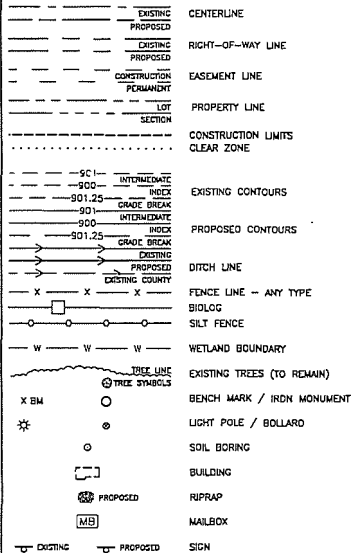 EXISTING CENTERLINE
PROPOSED
EXISTING RIGHT-OF-WAY LINE
PROPOSED
CONSTRUCTION EASEMENT LINE
PERMANENT
LOT PROPERTY LINE
SECTION
CONSTRUCTION LIMITS
CLEAR ZONE
901
INTERMEDIATE
900
INDEX EXISTING CONTOURS
901.25
GRADE BREAK
901
INTERMEDIATE
900
INDEX PROPOSED CONTOURS
901.25
GRADE BREAK
EXISTING
PROPOSED DITCH LINE
EXISTING COUNTY
X X X FENCE LINE - ANY TYPE
BIOLOG
SILT FENCE
W W W WETLAND BOUNDARY
TREE LINE EXISTING TREES (TO REMAIN)
TREE SYMBOLS
X BM BENCH MARK / IRON MONUMENT
LIGHT POLE / BOLLARD
SOIL BORING
BUILDING
PROPOSED RIPRAP
MB MAILBOX
EXISTING PROPOSED SIGN